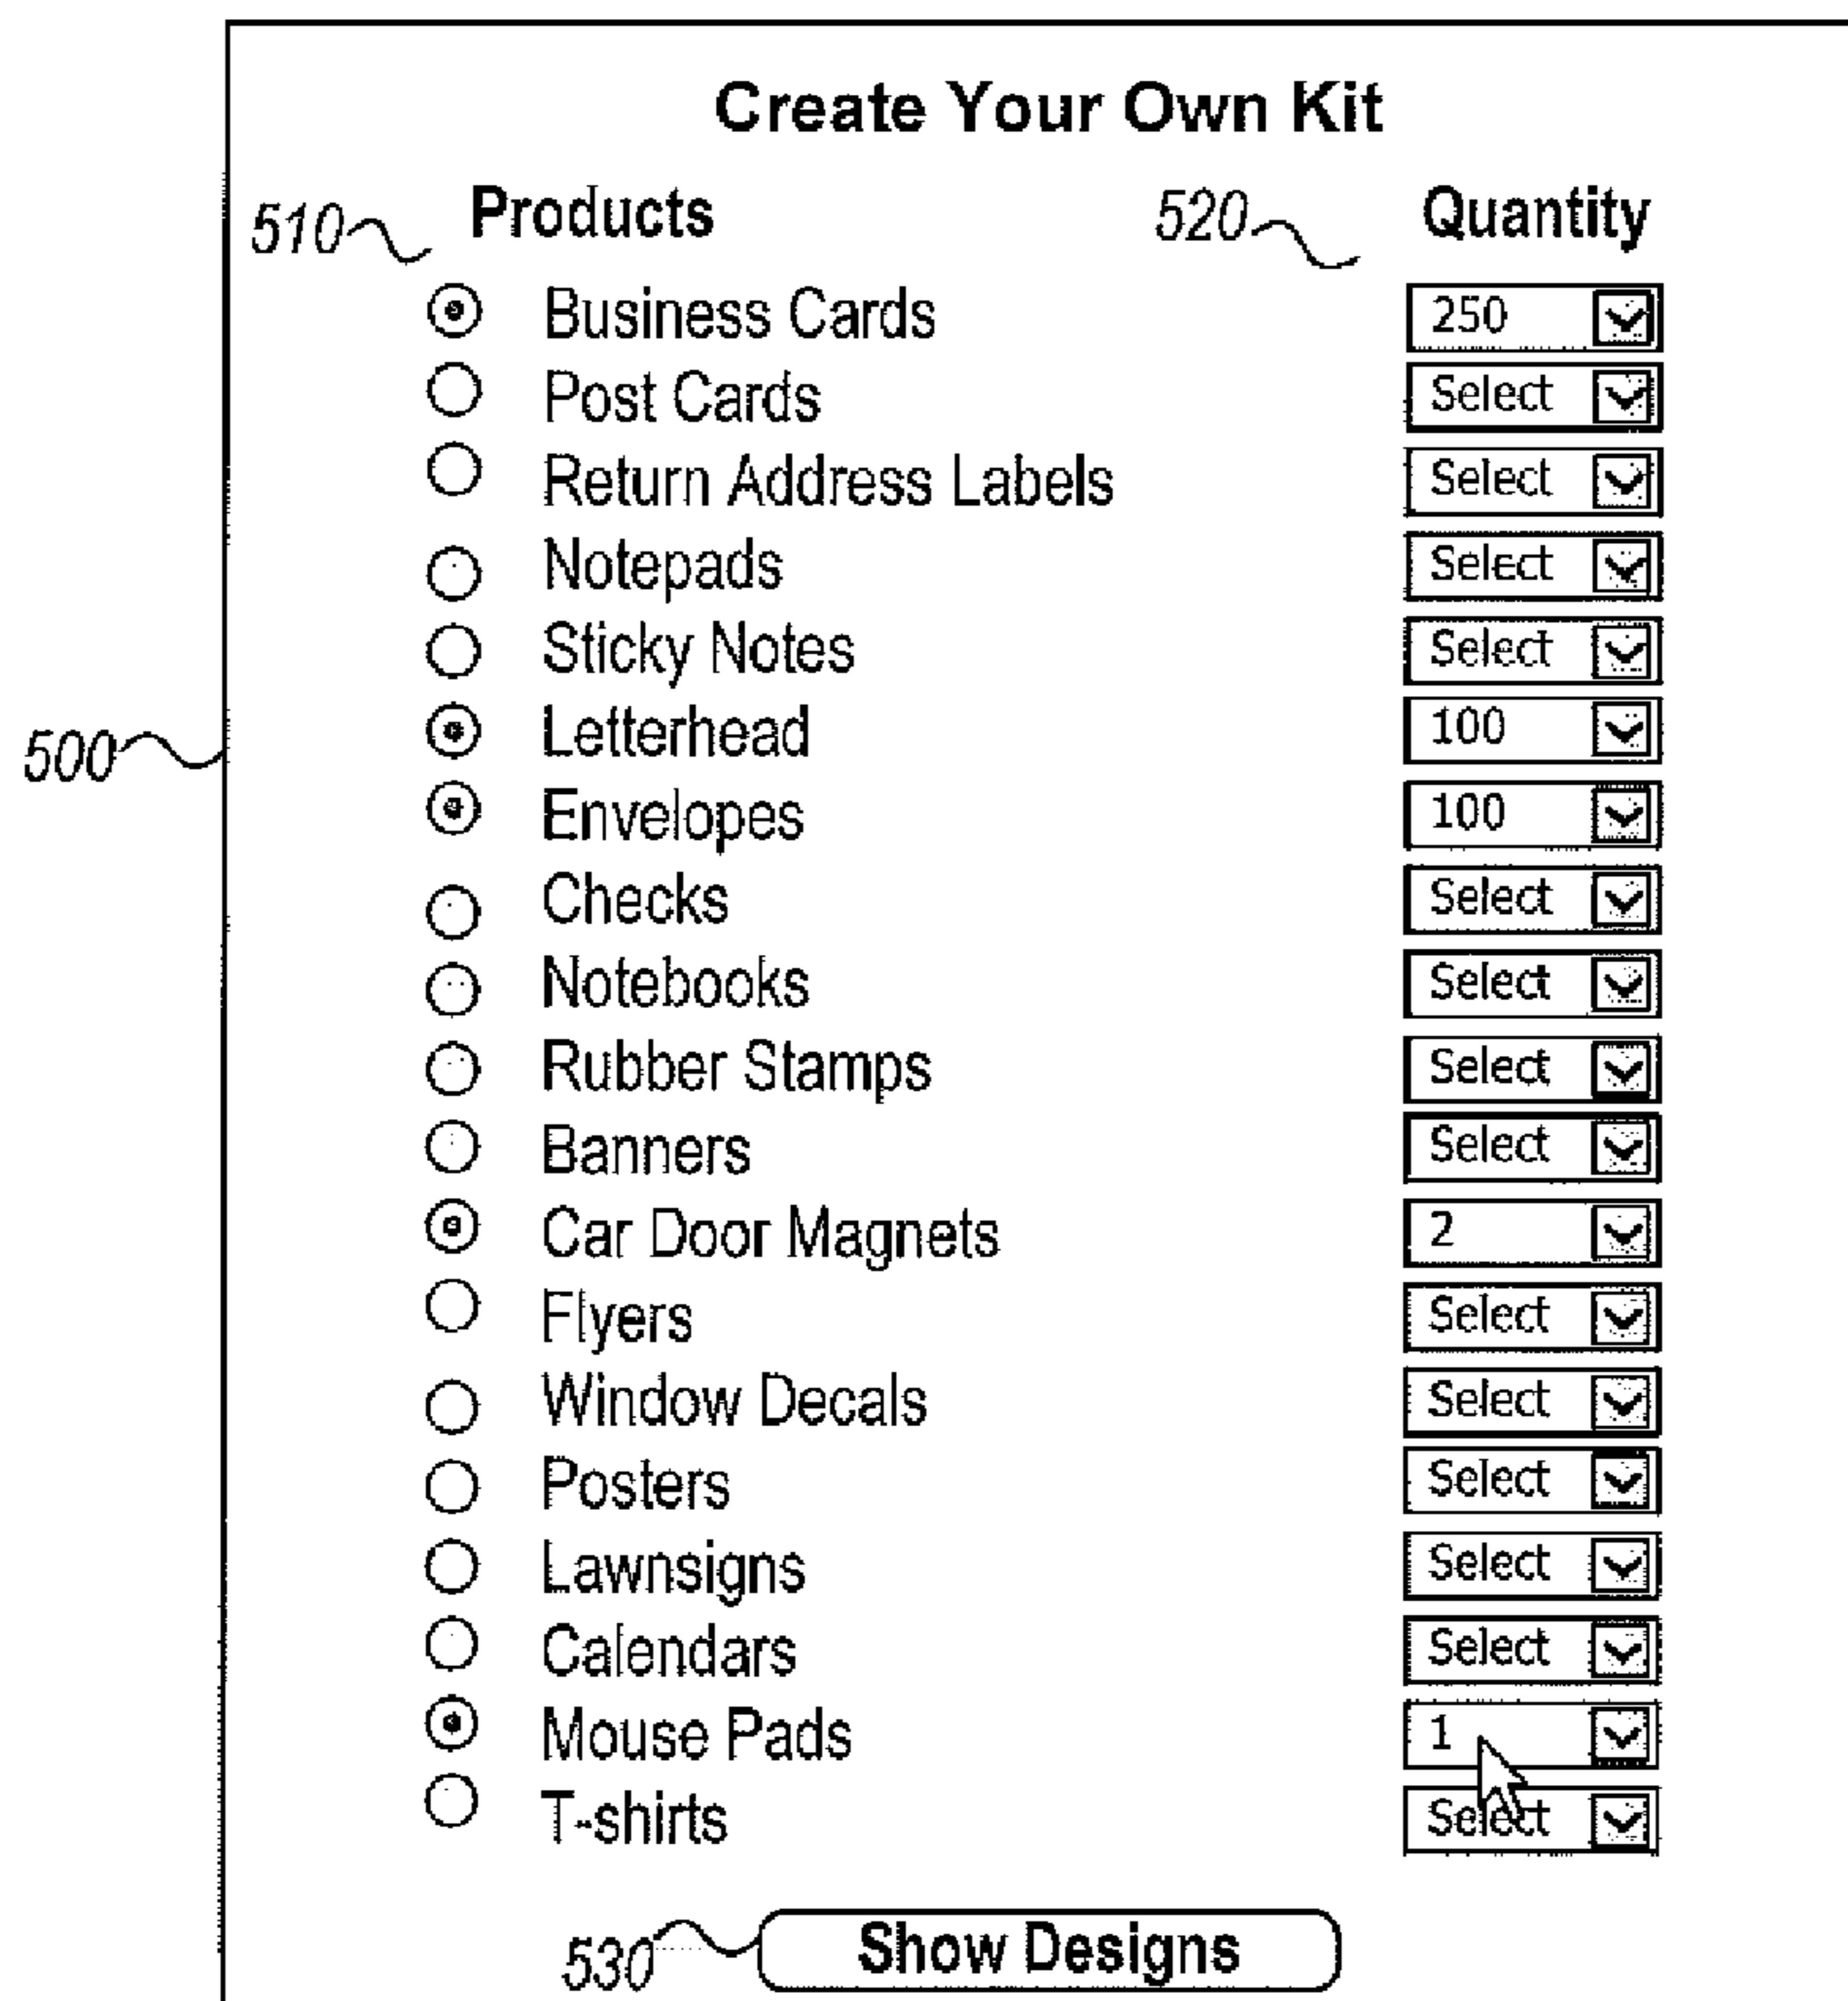 Create Your Own Kit
510 Products 520 Quantity
Business Cards 250
Post Cards Select
Return Address Labels Select
Notepads Select
Sticky Notes Select
500 Letterhead 100
Envelopes 100
Checks Select
Notebooks Select
Rubber Stamps Select
Banners Select
Car Door Magnets 2
Flyers Select
Window Decals Select
Posters Select
Lawnsigns Select
Calendars Select
Mouse Pads 1
T-shirts Select
530 Show Designs